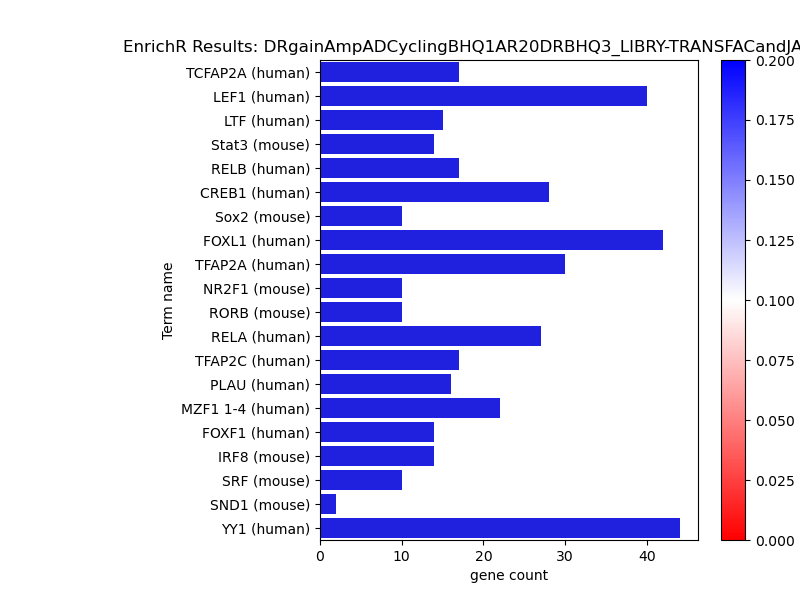 EnrichR Results: DRgainAmpADCyclingBHQ1AR20DRBHQ3_LIBRY-TRANSFACandJA
TCFAP2A (human)
LEF1 (human)
LTF (human)
Stat3 (mouse)
RELB (human)
CREB1 (human)
Sox2 (mouse)
FOXL1 (human)
TFAP2A (human)
NR2F1 (mouse)
RORB (mouse)
RELA (human)
TFAP2C (human)
PLAU (human)
MZF1 1-4 (human)
FOXF1 (human)
IRF8 (mouse)
SRF (mouse)
SND1 (mouse)
YY1 (human)
Term name
0 10 20 30 40
gene count
0.200
0.175
0.150
0.125
0.100
0.075
0.050
0.025
0.000